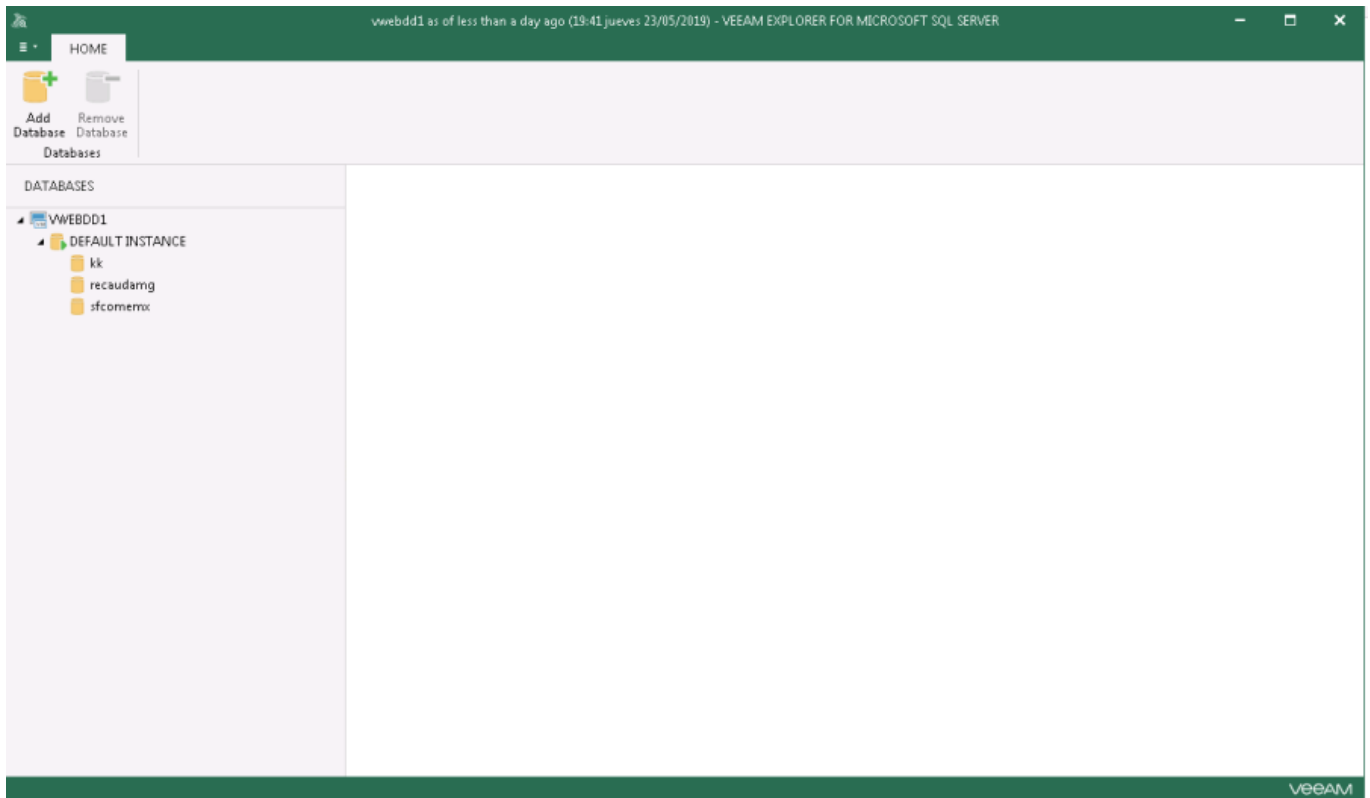 vwebdd1 as of less than a day ago (19:41 jueves 23/05/2019) - VEEAM EXPLORER FOR MICROSOFT SQL SERVER
HOME
Add Database
Remove Database
Databases
DATABASES
VWEBDD1
DEFAULT INSTANCE
kk
recaudamg
sfcomemx
veeAM